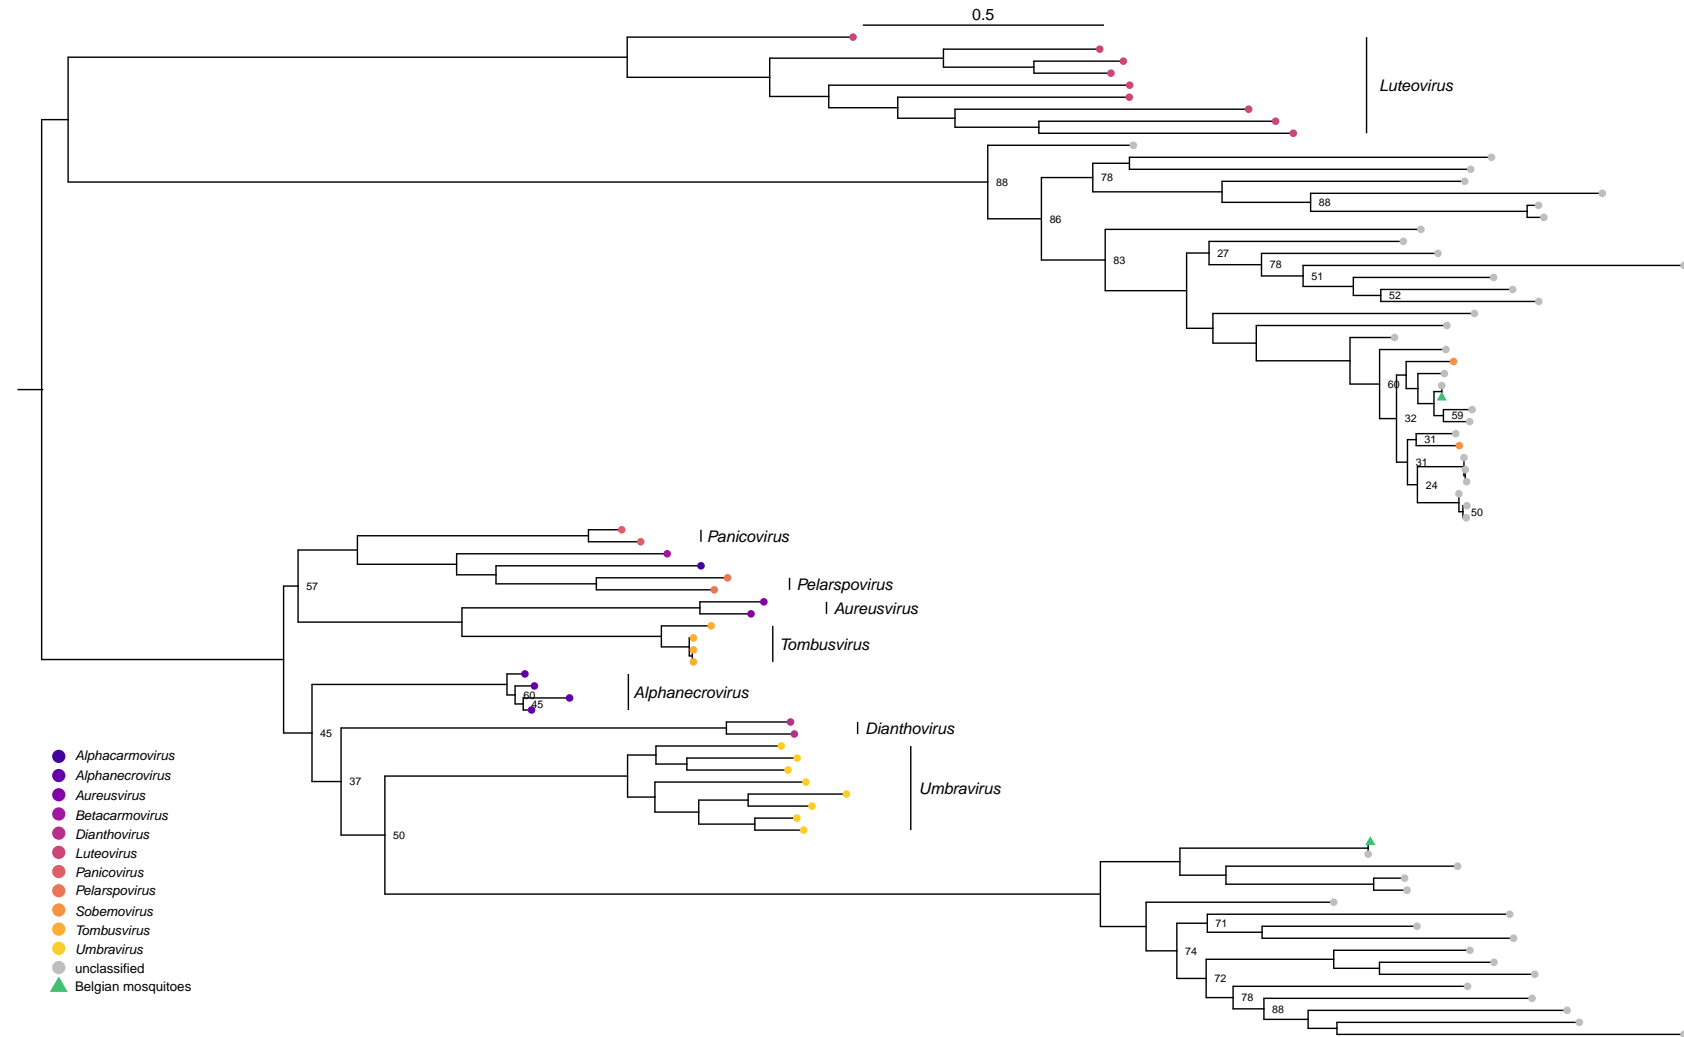 0.5
Luteovirus
88
78
88
86
83
27
78
51
52
60
32
59
31
31
24
50
Panicovirus
57
Pelarspovirus
Aureusvirus
Tombusvirus
Alphanecrovirus
60
45
45
Dianthovirus
37
Umbravirus
50
71
74
72
78
88
Alphacarmovirus
Alphanecrovirus
Aureusvirus
Betacarmovirus
Dianthovirus
Luteovirus
Panicovirus
Pelarspovirus
Sobemovirus
Tombusvirus
Umbravirus
unclassified
Belgian mosquitoes